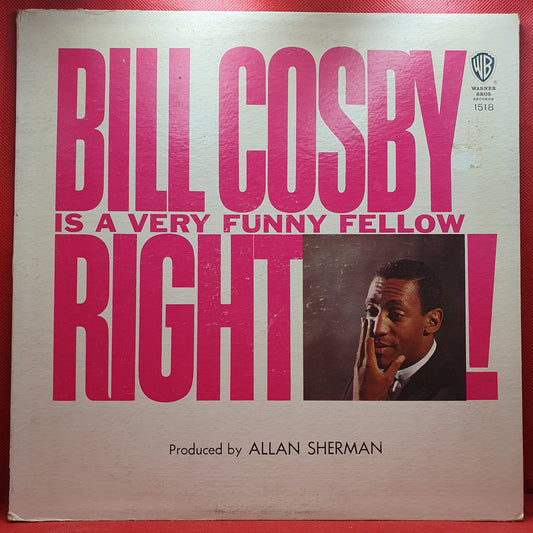 BILL COSBY
IS A VERY FUNNY FELLOW
RIGHT!
WB
WARNER
BROS.
RECORDS
1518
Produced by ALLAN SHERMAN